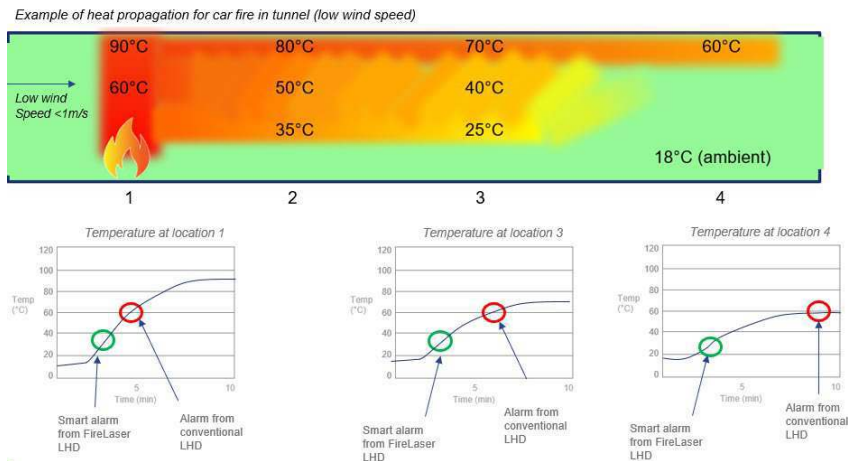 Example of heat propagation for car fire in tunnel (low wind speed)
90°C 80°C 70°C 60°C
60°C 50°C 40°C
Low wind
Speed <1m/s
35°C 25°C
18°C (ambient)
1 2 3 4
Temperature at location 1
120
100
80
Temp
(°C)
60
40
20
0
5
10
Time (min)
Smart alarm
from FireLaser
LHD
Alarm from
conventional
LHD
Temperature at location 3
120
100
80
Temp
(°C)
60
40
20
0
5
10
Time (min)
Smart alarm
from FireLaser
LHD
Alarm from
conventional
LHD
Temperature at location 4
120
100
80
Temp
(°C)
60
40
20
0
5
10
Time (min)
Smart alarm
from FireLaser
LHD
Alarm from
conventional
LHD